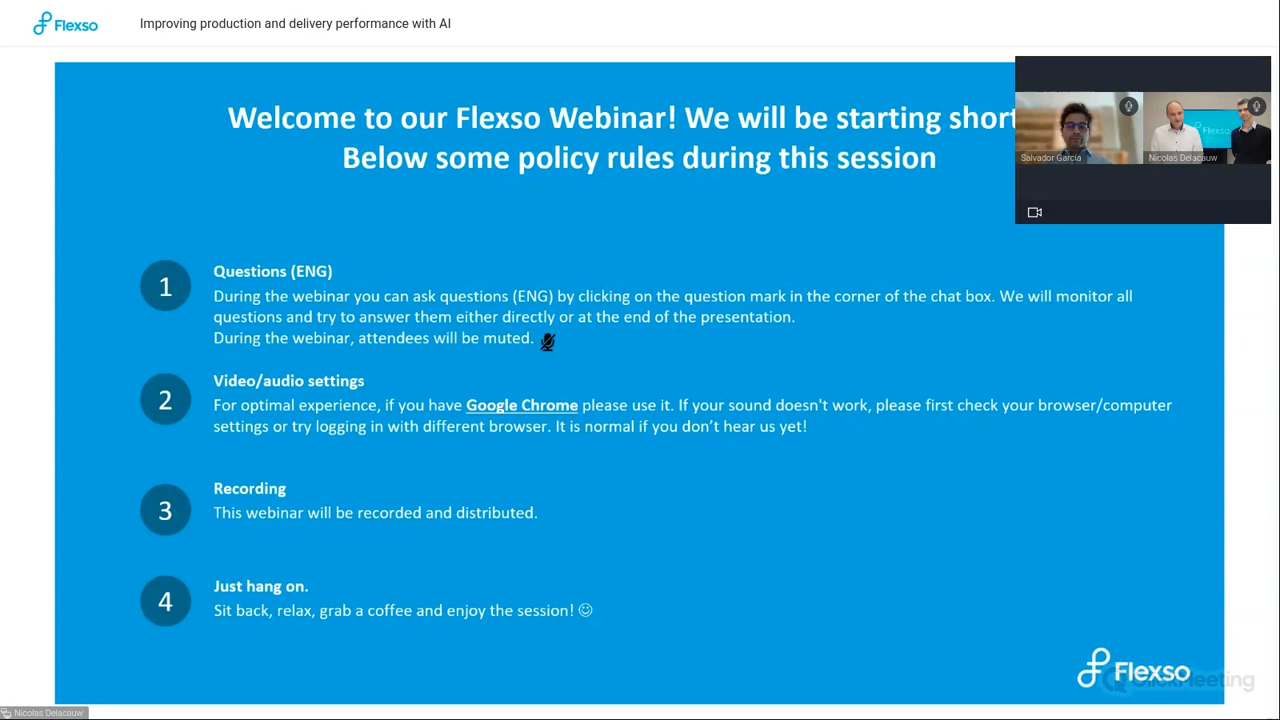 Flexso
Improving production and delivery performance with AI
Welcome to our Flexso Webinar! We will be starting short
Below some policy rules during this session
Salvador García
Nicolas Delacauw
Flexso
1
Questions (ENG)
During the webinar you can ask questions (ENG) by clicking on the question mark in the corner of the chat box. We will monitor all
questions and try to answer them either directly or at the end of the presentation.
During the webinar, attendees will be muted.
2
Video/audio settings
For optimal experience, if you have Google Chrome please use it. If your sound doesn't work, please first check your browser/computer
settings or try logging in with different browser. It is normal if you don’t hear us yet!
3
Recording
This webinar will be recorded and distributed.
4
Just hang on.
Sit back, relax, grab a coffee and enjoy the session! ☺
Flexso
ClickMeeting
Nicolas Delacauw